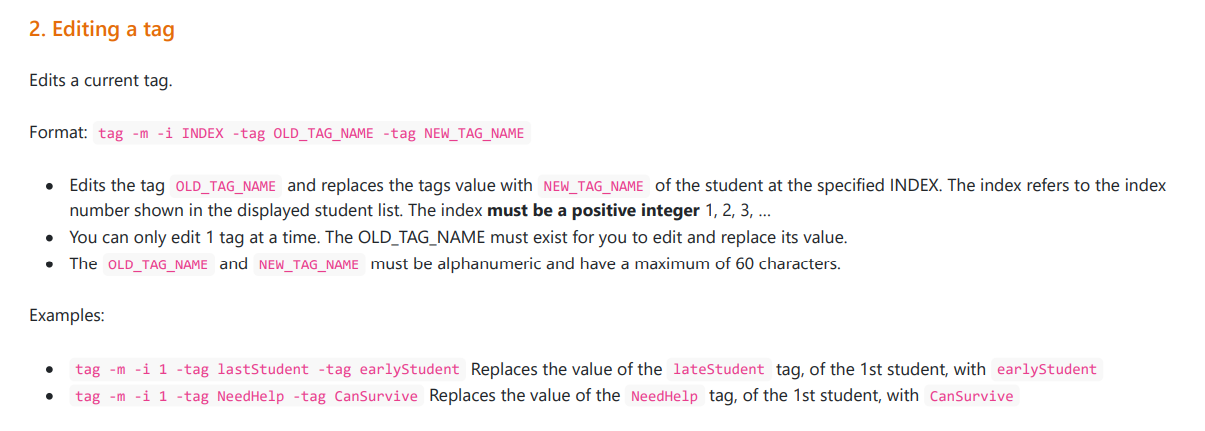 2. Editing a tag
Edits a current tag.
Format: tag -m -i INDEX -tag OLD_TAG_NAME -tag NEW_TAG_NAME
• Edits the tag OLD_TAG_NAME and replaces the tags value with NEW_TAG_NAME of the student at the specified INDEX. The index refers to the index
number shown in the displayed student list. The index must be a positive integer 1, 2, 3, ...
• You can only edit 1 tag at a time. The OLD_TAG_NAME must exist for you to edit and replace its value.
• The OLD_TAG_NAME and NEW_TAG_NAME must be alphanumeric and have a maximum of 60 characters.
Examples:
• tag -m -i 1 -tag lastStudent -tag earlyStudent Replaces the value of the lateStudent tag, of the 1st student, with earlyStudent
• tag -m -i 1 -tag NeedHelp -tag CanSurvive Replaces the value of the NeedHelp tag, of the 1st student, with CanSurvive